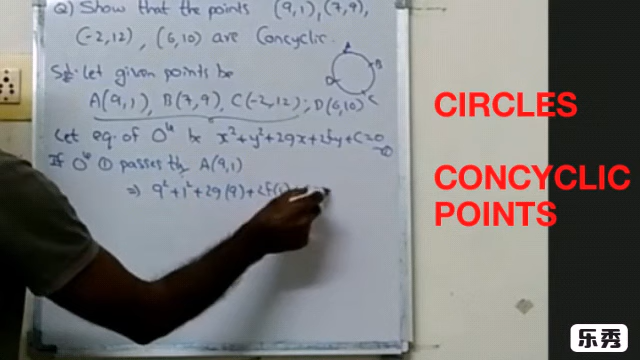 Q) Show that the points (9,1), (7,9),
(-2,12), (6,10) are Concyclic.
Sol: Let given points be
A(9,1), B(7,9), C(-2,12); D(6,10)
A
B
C
D
Let eq. of Ole be x²+y²+2gx+2fy+C=0
①
If Ole ① passes th A(9,1)
⇒ 9²+1²+2g(9)+2f(1)+
CIRCLES
CONCYCLIC
POINTS
乐秀